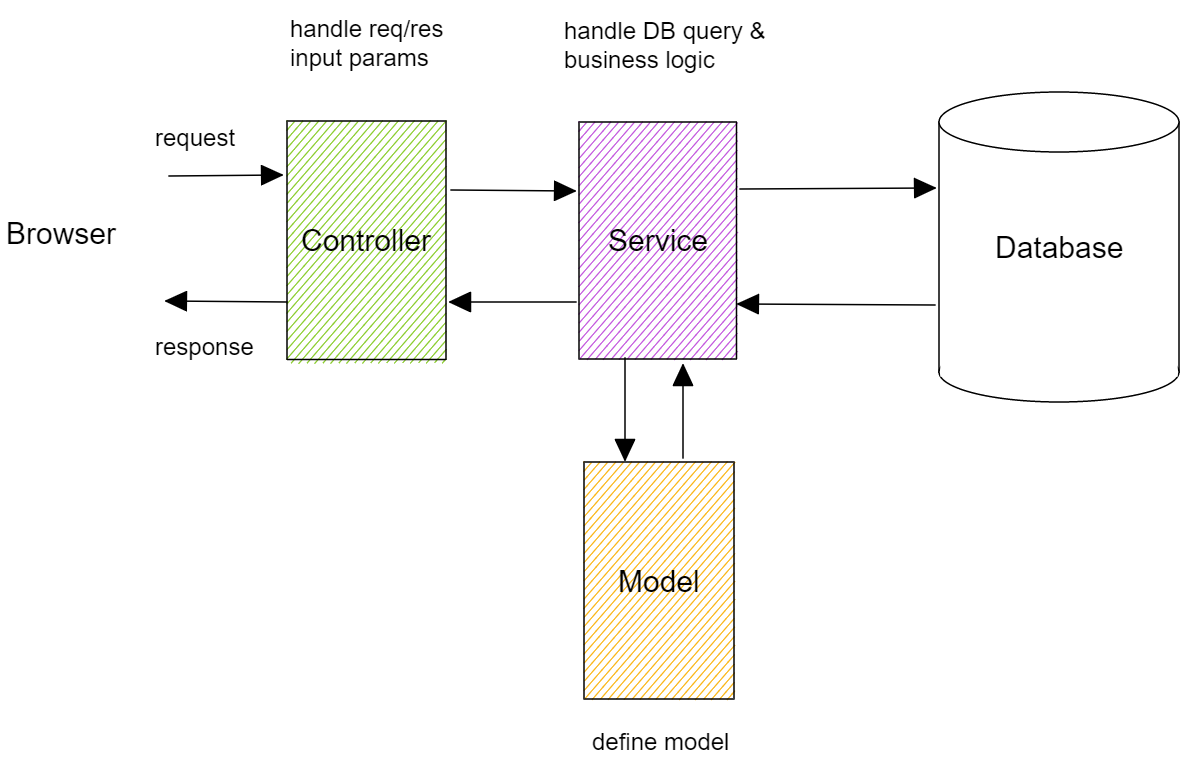 handle req/res
input params
handle DB query &
business logic
request
Browser
Controller
Service
Database
response
Model
define model